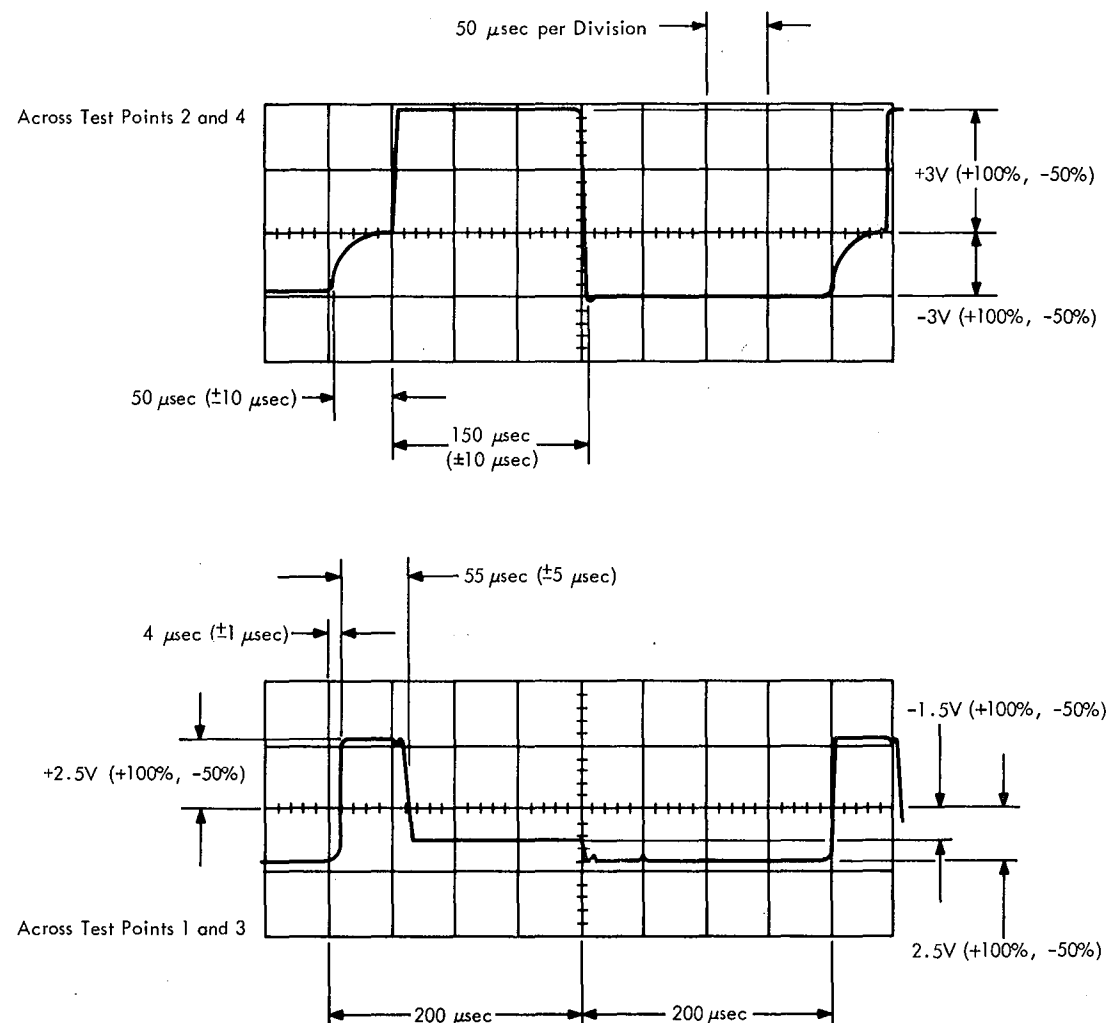 50 μsec per Division
Across Test Points 2 and 4
+3V (+100%, -50%)
-3V (+100%, -50%)
50 μsec (±10 μsec)
150 μsec
(±10 μsec)
55 μsec (±5 μsec)
4 μsec (±1 μsec)
-1.5V (+100%, -50%)
+2.5V (+100%, -50%)
Across Test Points 1 and 3
2.5V (+100%, -50%)
200 μsec
200 μsec